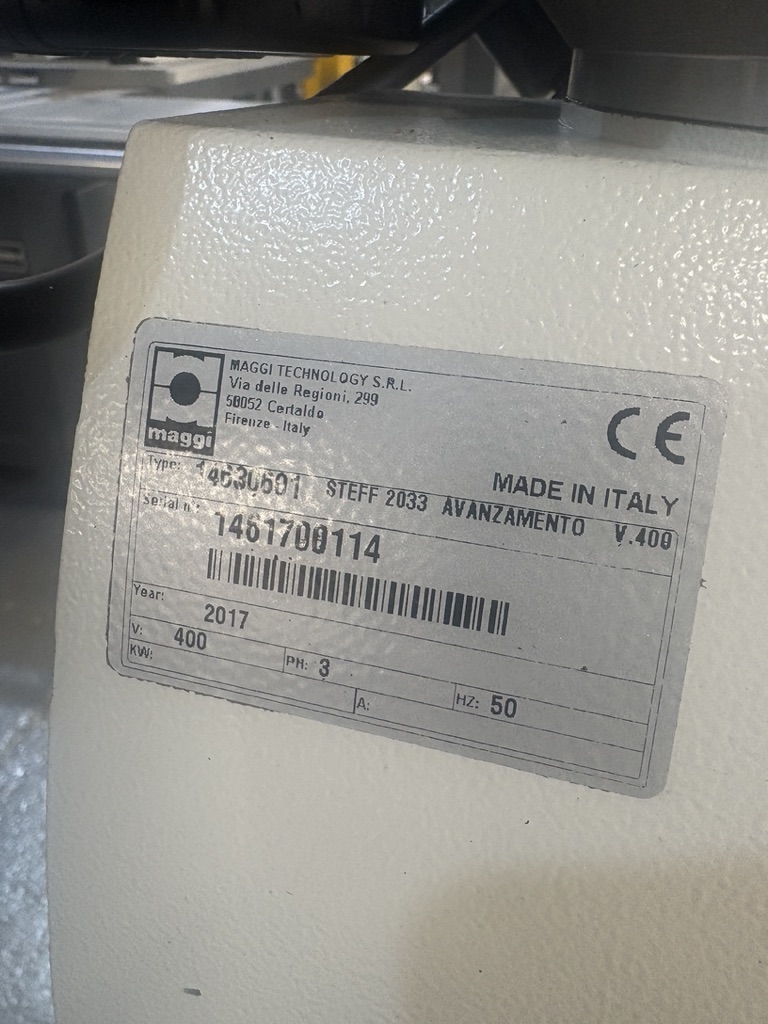 maggi
MAGGI TECHNOLOGY S.R.L.
Via delle Regioni, 299
50052 Certaldo
Firenze - Italy
CE
MADE IN ITALY
Type: 14630601 STEFF 2033 AVANZAMENTO V.400
Serial n°: 1461700114
Year: 2017
V: 400
PH: 3
HZ: 50
KW:
A: